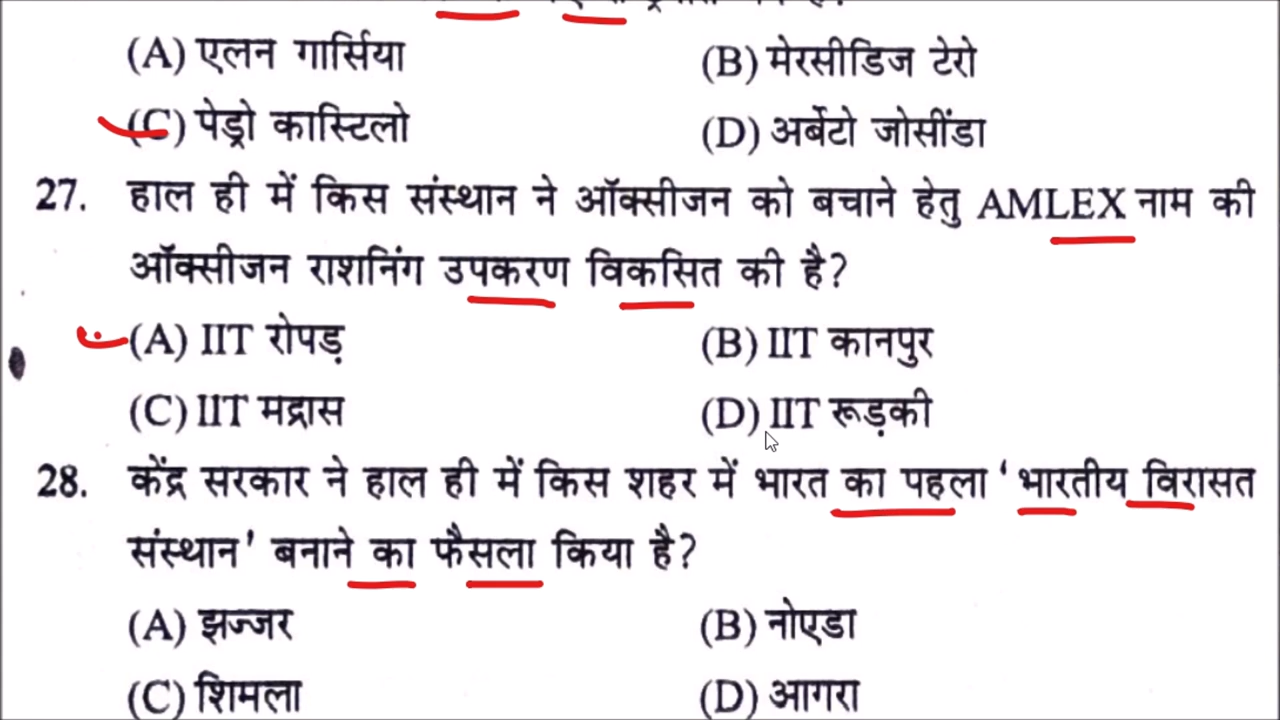 (A) एलन गार्सिया (B) मेरसीडिज टेरो
(C) पेड्रो कास्टिलो (D) अर्बेटो जोसींडा
27. हाल ही में किस संस्थान ने ऑक्सीजन को बचाने हेतु AMLEX नाम की
ऑक्सीजन राशनिंग उपकरण विकसित की है?
(A) IIT रोपड़ (B) IIT कानपुर
(C) IIT मद्रास (D) IIT रूड़की
28. केंद्र सरकार ने हाल ही में किस शहर में भारत का पहला ‘भारतीय विरासत
संस्थान’ बनाने का फैसला किया है?
(A) झज्जर (B) नोएडा
(C) शिमला (D) आगरा